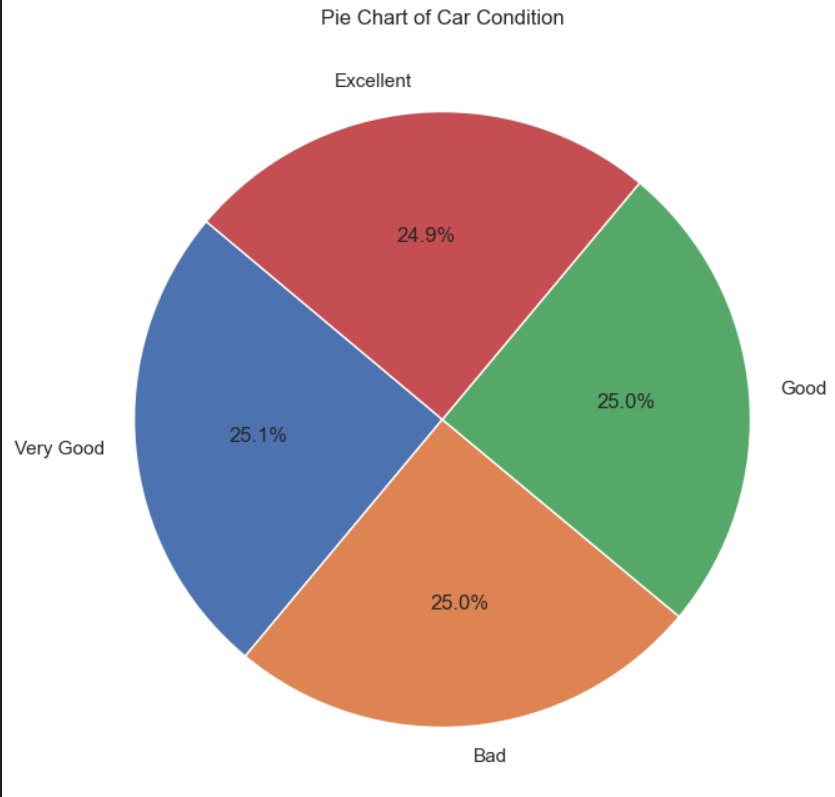 Pie Chart of Car Condition
Excellent
24.9%
Good
25.0%
25.1%
Very Good
25.0%
Bad